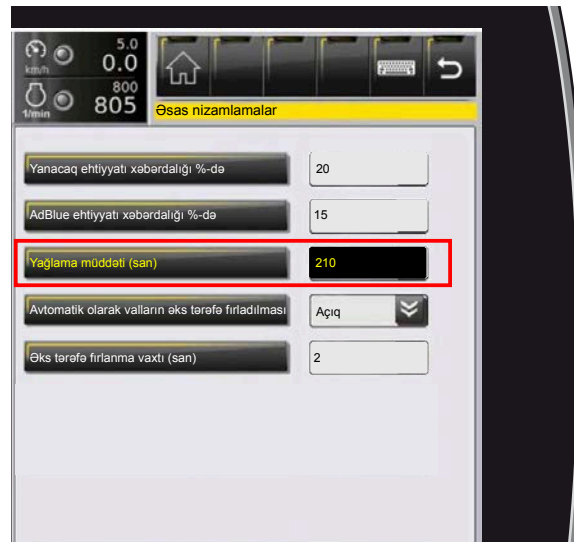 5.0
km/h 0.0
800
1/min 805
Əsas nizamlamalar
Yanacaq ehtiyyatı xəbərdalığı %-də 20
AdBlue ehtiyyatı xəbərdalığı %-də 15
Yağlama müddəti (san) 210
Avtomatik olarak valların əks tərəfə fırladılması Açıq
Əks tərəfə fırlanma vaxtı (san) 2